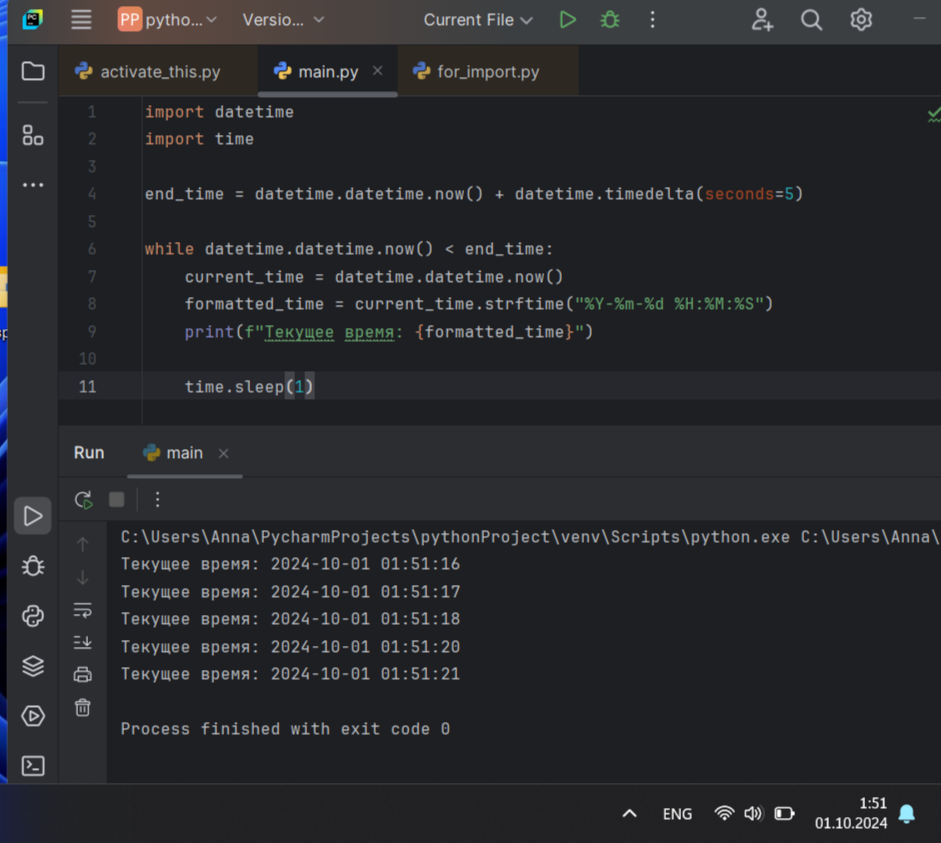 PC
PP pytho... Versio... Current File
activate_this.py main.py for_import.py
1 import datetime
2 import time
3
4 end_time = datetime.datetime.now() + datetime.timedelta(seconds=5)
5
6 while datetime.datetime.now() < end_time:
7 current_time = datetime.datetime.now()
8 formatted_time = current_time.strftime("%Y-%m-%d %H:%M:%S")
9 print(f"Текущее время: {formatted_time}")
10
11 time.sleep(1)
Run main
C:\Users\Anna\PycharmProjects\pythonProject\venv\Scripts\python.exe C:\Users\Anna\
Текущее время: 2024-10-01 01:51:16
Текущее время: 2024-10-01 01:51:17
Текущее время: 2024-10-01 01:51:18
Текущее время: 2024-10-01 01:51:20
Текущее время: 2024-10-01 01:51:21
Process finished with exit code 0
ENG
1:51
01.10.2024